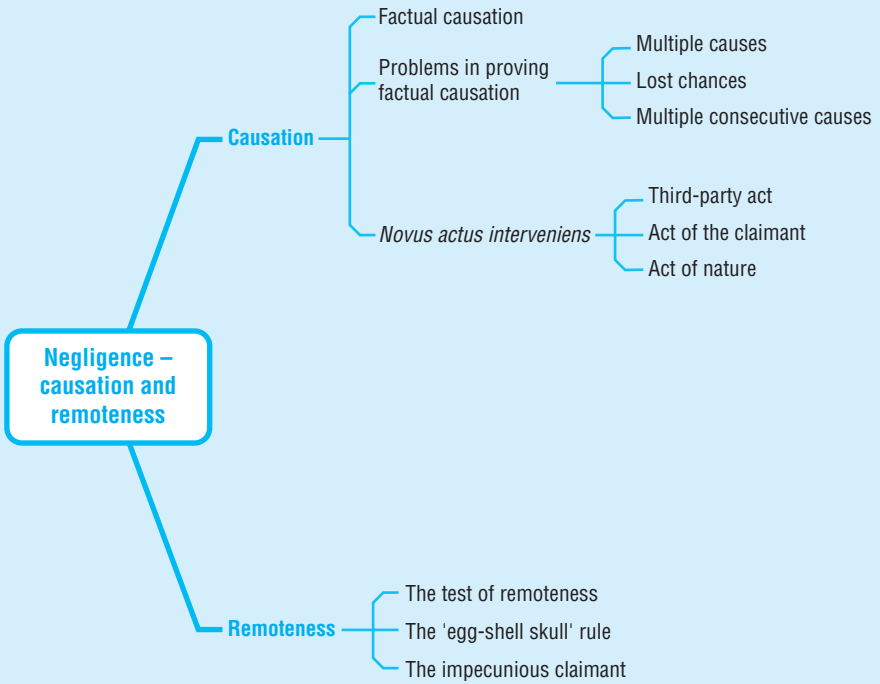 Factual causation
Problems in proving
factual causation
Multiple causes
Lost chances
Multiple consecutive causes
Causation
Novus actus interveniens
Third-party act
Act of the claimant
Act of nature
Negligence –
causation and
remoteness
Remoteness
The test of remoteness
The 'egg-shell skull' rule
The impecunious claimant